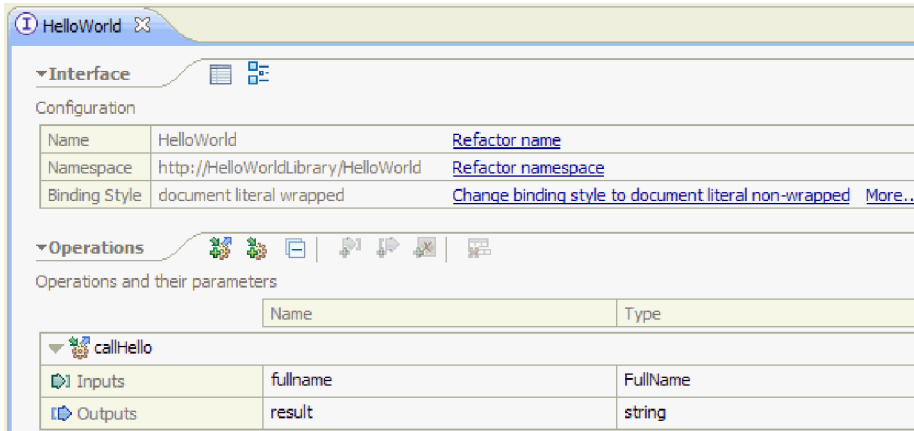 HelloWorld
Interface
Configuration
Name HelloWorld Refactor name
Namespace http://HelloWorldLibrary/HelloWorld Refactor namespace
Binding Style document literal wrapped Change binding style to document literal non-wrapped More..
Operations
Operations and their parameters
Name Type
callHello
Inputs fullname FullName
Outputs result string